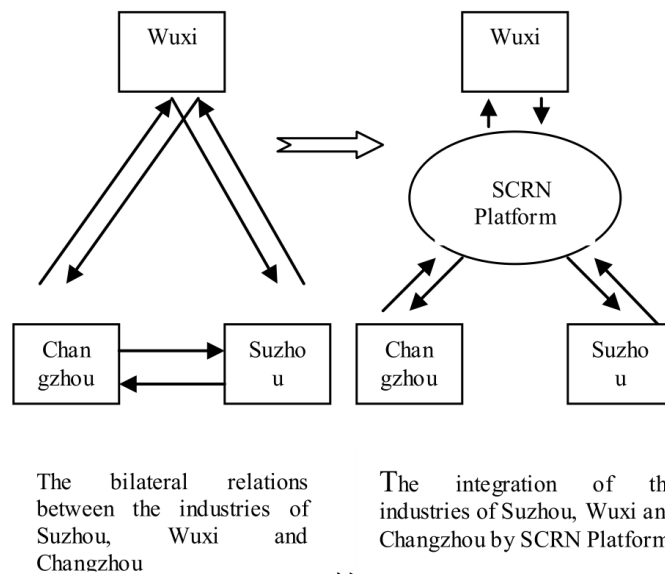 Wuxi
Wuxi
SCRN
Platform
Chan
gzhou
Suzho
u
Chan
gzhou
Suzho
u
The bilateral relations
between the industries of
Suzhou, Wuxi and
Changzhou
The integration of th
industries of Suzhou, Wuxi an
Changzhou by SCRN Platform